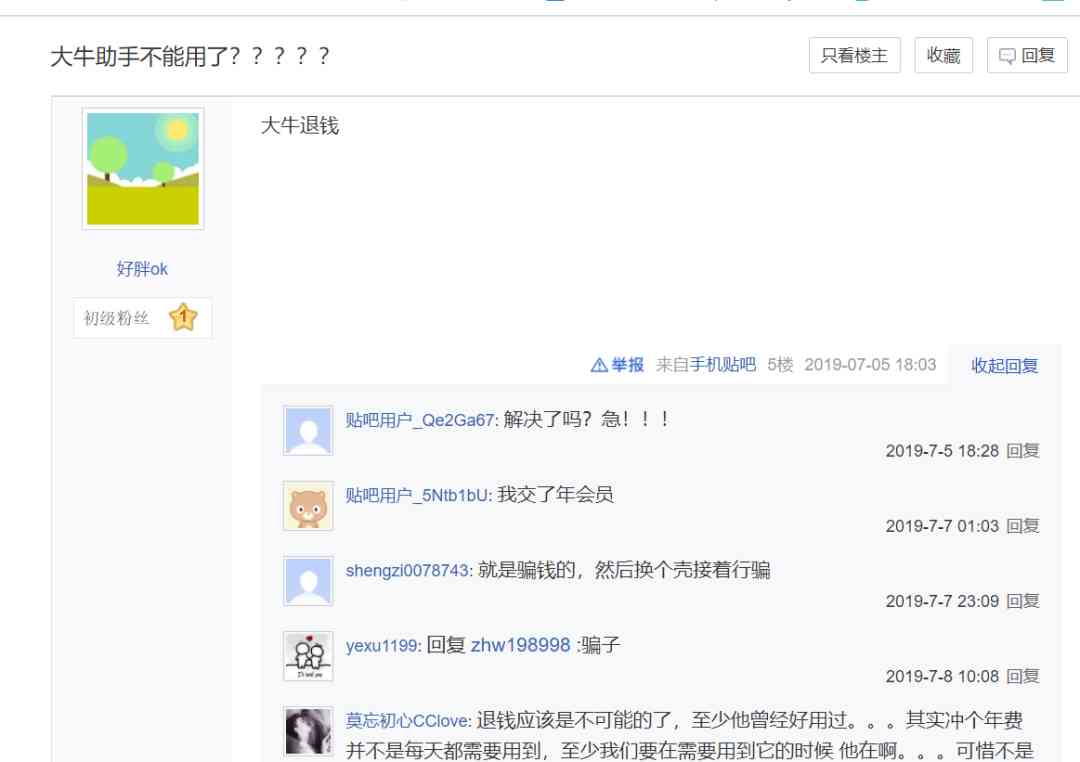 大牛助手不能用了？？？？？
只看楼主
收藏
回复
大牛退钱
好胖ok
初级粉丝 1
举报 来自手机贴吧 5楼 2019-07-05 18:03 收起回复
贴吧用户_Qe2Ga67: 解决了吗？急！！！
2019-7-5 18:28 回复
贴吧用户_5Ntb1bU: 我交了年会员
2019-7-7 01:03 回复
shengzi0078743: 就是骗钱的，然后换个壳接着行骗
2019-7-7 23:09 回复
yexu1199: 回复 zhw198998 :骗子
2019-7-8 10:08 回复
莫忘初心CClove: 退钱应该是不可能的了，至少他曾经好用过。。。其实冲个年费
并不是每天都需要用到，至少我们要在需要用到它的时候 他在啊。。。可惜不是